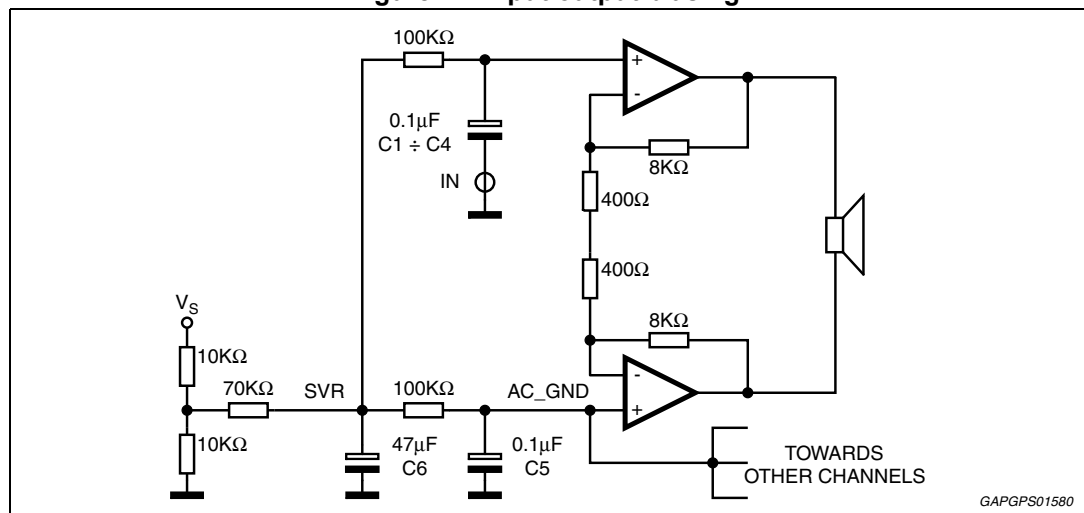 100KΩ
+
-
0.1μF
C1 ÷ C4
8KΩ
IN
400Ω
400Ω
VS
8KΩ
10KΩ
70KΩ
SVR
100KΩ
AC_GND
-
+
10KΩ
47μF
C6
0.1μF
C5
TOWARDS
OTHER CHANNELS
GAPGPS01580